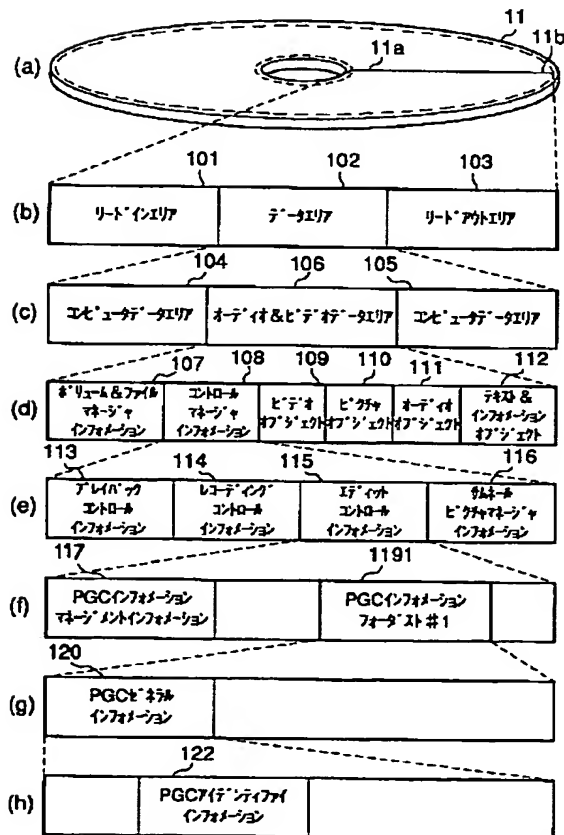 11
11a
11b
(a)
101
102
103
(b)
リードインエリア
データエリア
リードアウトエリア
104
106
105
(c)
コンピュータデータエリア
オーディオ&ビデオデータエリア
コンピュータデータエリア
107
108
109
110
111
112
(d)
ボリューム&ファイル
マネージャ
インフォメーション
コントロール
マネージャ
インフォメーション
ビデオ
オブジェクト
ピクチャ
オブジェクト
オーディオ
オブジェクト
テキスト&
インフォメーション
オブジェクト
113
114
115
116
(e)
プレイバック
コントロール
インフォメーション
レコーディング
コントロール
インフォメーション
エディット
コントロール
インフォメーション
サムネール
ピクチャマネージャ
インフォメーション
117
1191
(f)
PGCインフォメーション
マネージメントインフォメーション
PGCインフォメーション
フォーダスト#1
120
(g)
PGCゼネラル
インフォメーション
122
(h)
PGCアイデンティファイ
インフォメーション